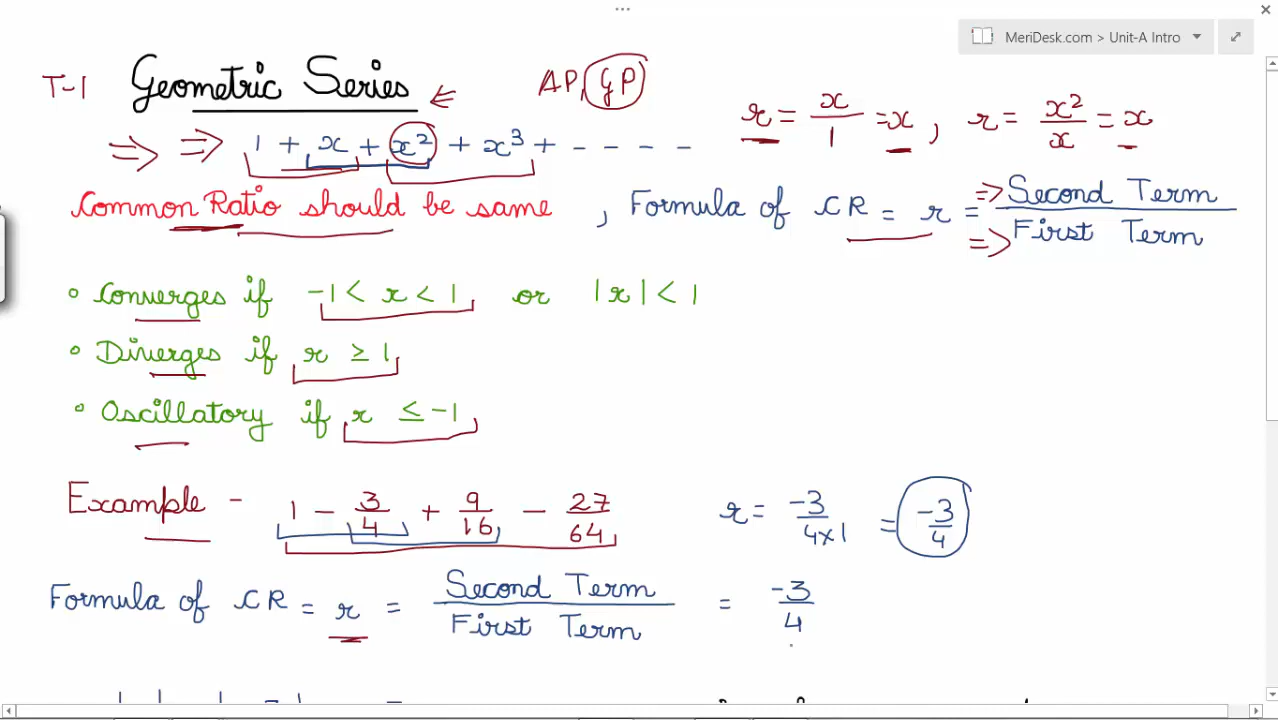 MeriDesk.com > Unit-A Intro
T-1 Geometric Series AP, GP
1 + x + x² + x³ + - - - -
r = x/1 = x, r = x²/x = x
Common Ratio should be same, Formula of CR = r = Second Term / First Term
• Converges if -1 < r < 1 or |r| < 1
• Diverges if r ≥ 1
• Oscillatory if r ≤ -1
Example - 1 - 3/4 + 9/16 - 27/64 r = -3/4×1 = -3/4
Formula of CR = r = Second Term / First Term = -3/4